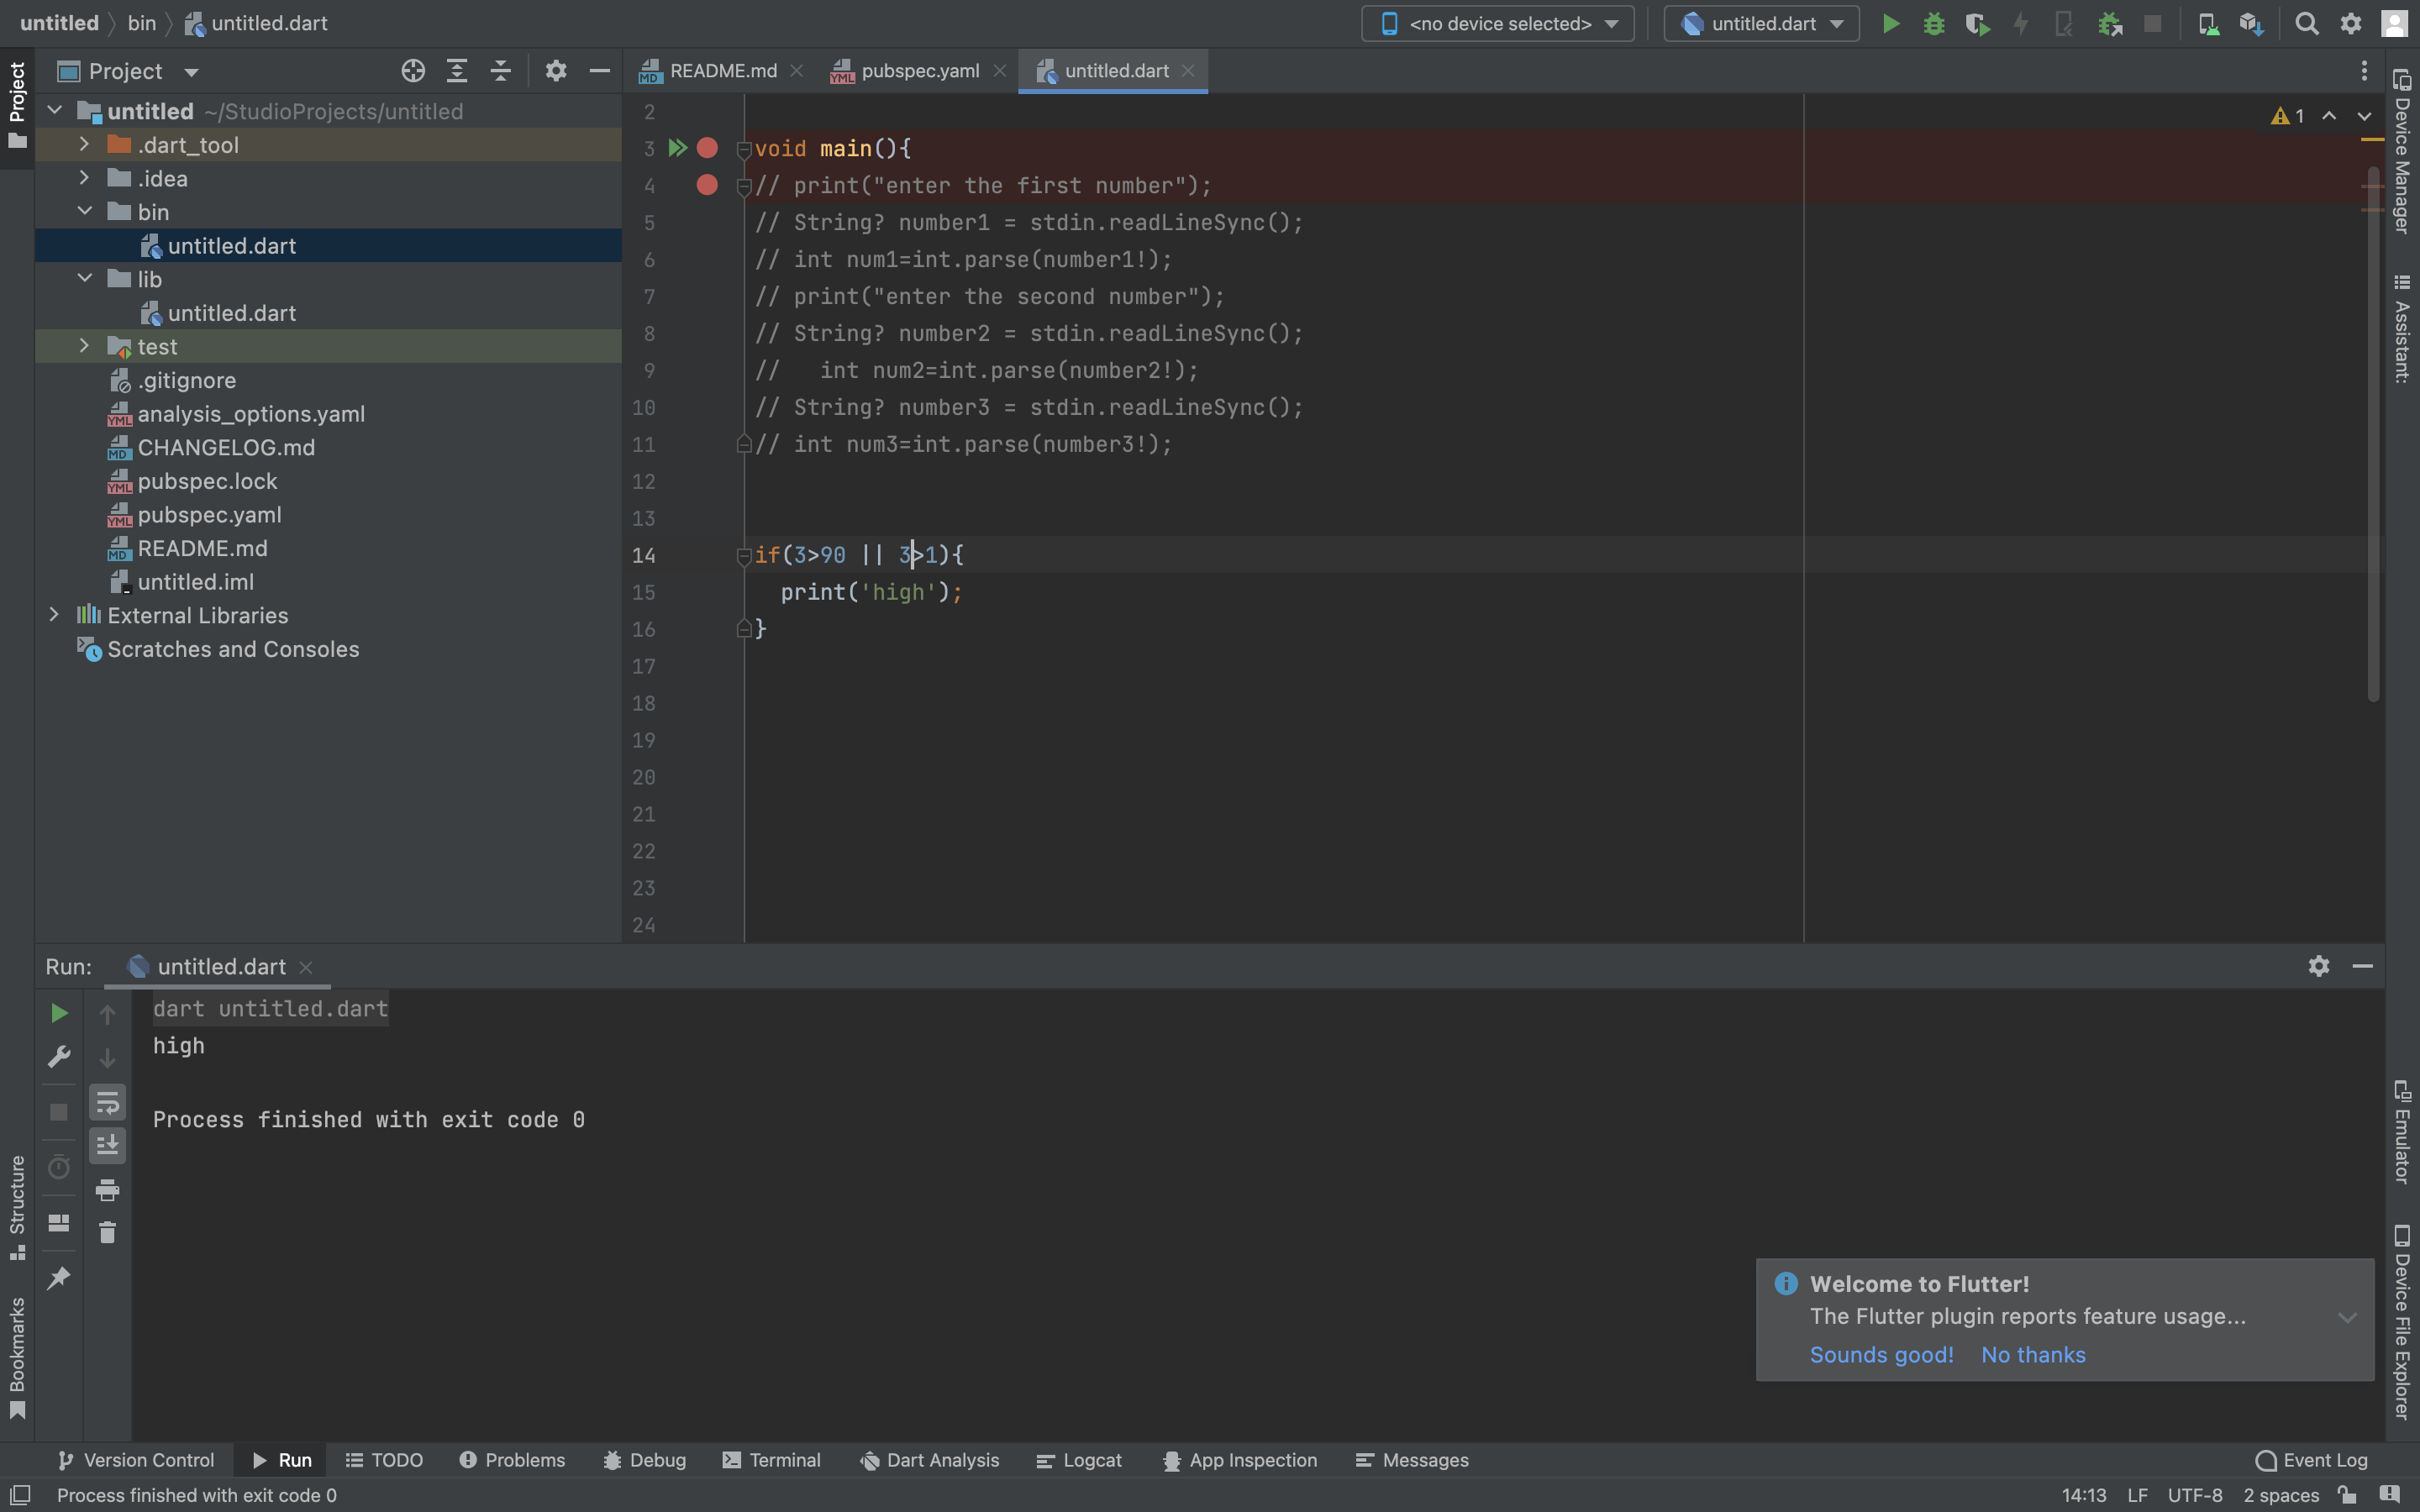 untitled bin untitled.dart
<no device selected> untitled.dart
Project
Project
README.md pubspec.yaml untitled.dart
untitled ~/StudioProjects/untitled
.dart_tool
.idea
bin
untitled.dart
lib
untitled.dart
test
.gitignore
analysis_options.yaml
CHANGELOG.md
pubspec.lock
pubspec.yaml
README.md
untitled.iml
External Libraries
Scratches and Consoles
1
2
3 void main(){
4 // print("enter the first number");
5 // String? number1 = stdin.readLineSync();
6 // int num1=int.parse(number1!);
7 // print("enter the second number");
8 // String? number2 = stdin.readLineSync();
9 //   int num2=int.parse(number2!);
10 // String? number3 = stdin.readLineSync();
11 // int num3=int.parse(number3!);
12
13
14 if(3>90 || 3>1){
15   print('high');
16 }
17
18
19
20
21
22
23
24
Device Manager
Assistant:
Emulator
Device File Explorer
Structure
Bookmarks
Run: untitled.dart
dart untitled.dart
high
Process finished with exit code 0
Welcome to Flutter!
The Flutter plugin reports feature usage...
Sounds good! No thanks
Version Control Run TODO Problems Debug Terminal Dart Analysis Logcat App Inspection Messages Event Log
Process finished with exit code 0 14:13 LF UTF-8 2 spaces